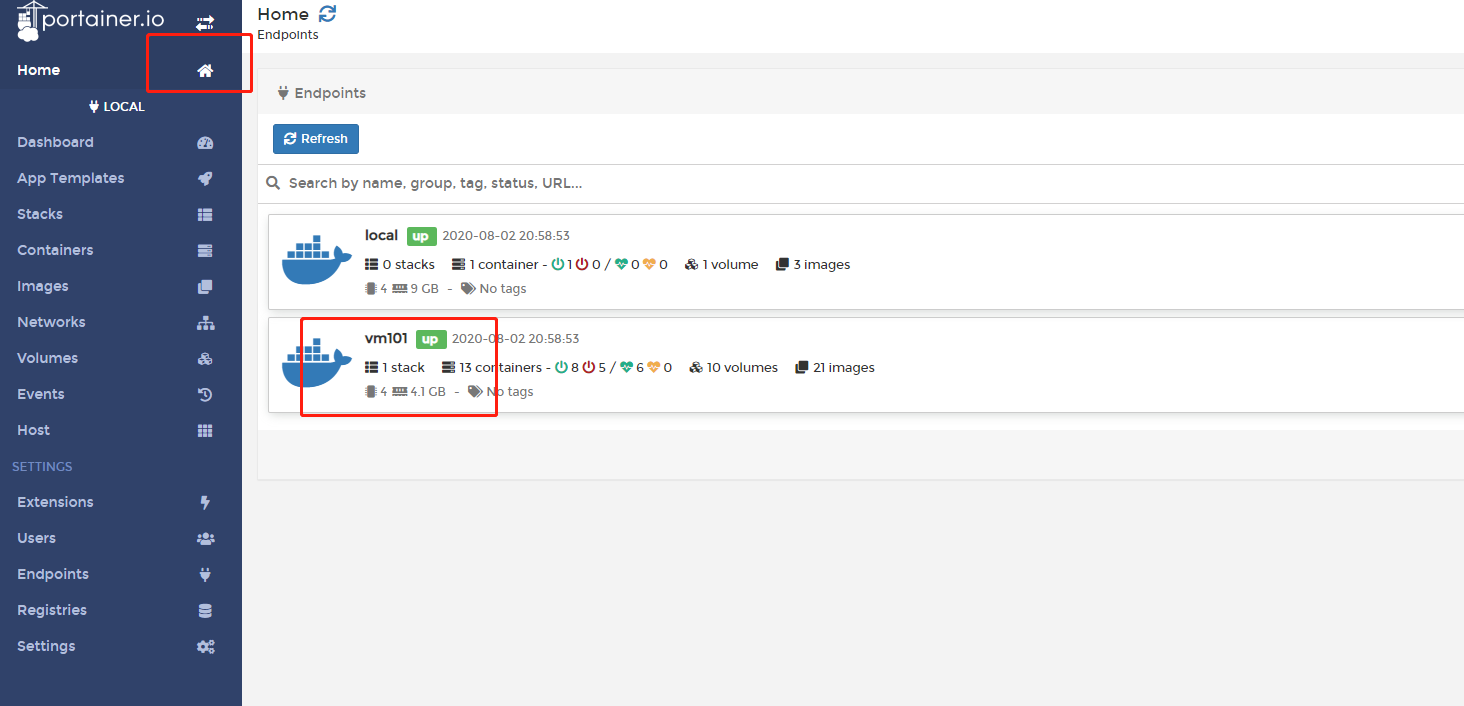 portainer.io
Home
LOCAL
Dashboard
App Templates
Stacks
Containers
Images
Networks
Volumes
Events
Host
SETTINGS
Extensions
Users
Endpoints
Registries
Settings
Home
Endpoints
Endpoints
Refresh
Search by name, group, tag, status, URL...
local up 2020-08-02 20:58:53
0 stacks 1 container - 1 0 / 0 0 1 volume 3 images
4 9 GB - No tags
vm101 up 2020-08-02 20:58:53
1 stack 13 containers - 8 5 / 6 0 10 volumes 21 images
4 4.1 GB - No tags